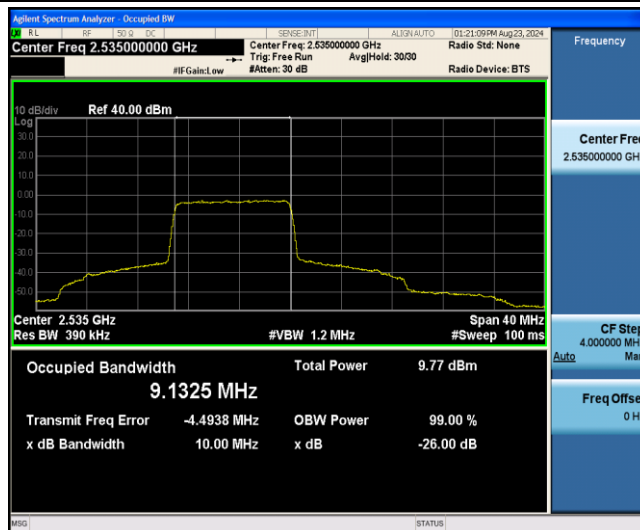 Agilent Spectrum Analyzer - Occupied BW
RL RF 50 Ω DC SENSE:INT ALIGN AUTO 01:21:09PM Aug 23, 2024
Center Freq 2.535000000 GHz
Center Freq: 2.535000000 GHz Radio Std: None
Trig: Free Run Avg|Hold: 30/30
#IFGain:Low #Atten: 30 dB Radio Device: BTS
Frequency
10 dB/div Ref 40.00 dBm
Log
30.0
20.0
10.0
0.00
-10.0
-20.0
-30.0
-40.0
-50.0
Center 2.535 GHz Span 40 MHz
Res BW 390 kHz #VBW 1.2 MHz #Sweep 100 ms
Occupied Bandwidth Total Power 9.77 dBm
9.1325 MHz
Transmit Freq Error -4.4938 MHz OBW Power 99.00 %
x dB Bandwidth 10.00 MHz x dB -26.00 dB
Center Fre
2.535000000 GH
CF Ste
4.000000 MH
Auto Ma
Freq Offse
0 H
MSG STATUS